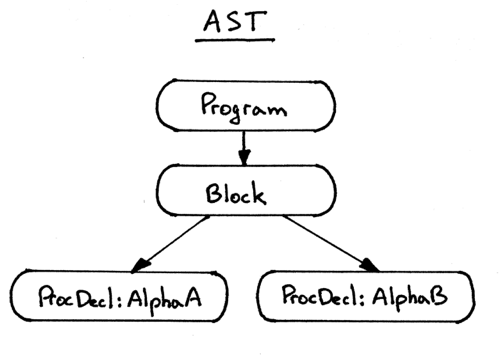 AST
Program
Block
ProcDecl: AlphaA
ProcDecl: AlphaB